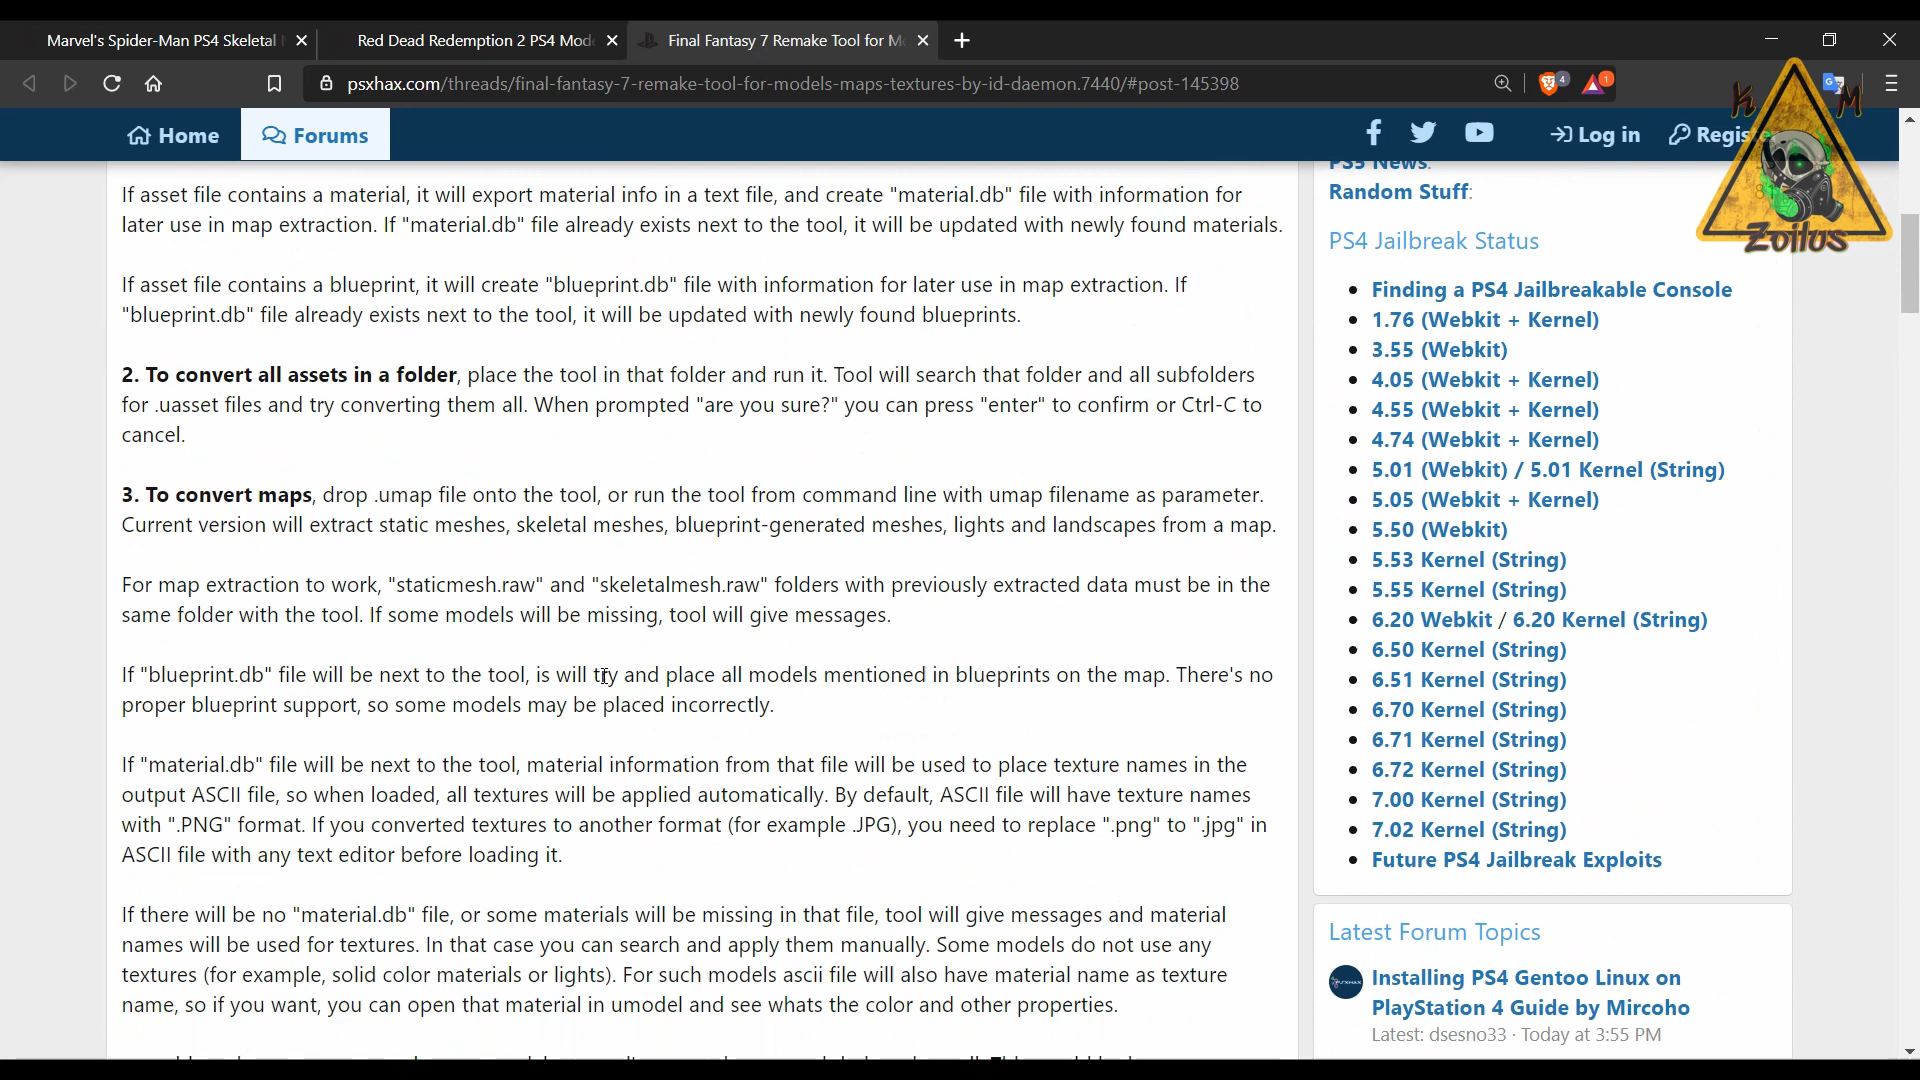 Marvel's Spider-Man PS4 Skeletal
Red Dead Redemption 2 PS4 Mod
Final Fantasy 7 Remake Tool for M
psxhax.com/threads/final-fantasy-7-remake-tool-for-models-maps-textures-by-id-daemon.7440/#post-145398
4
1
K M
Zoilus
Home
Forums
Log in
Registe
If asset file contains a material, it will export material info in a text file, and create "material.db" file with information for
later use in map extraction. If "material.db" file already exists next to the tool, it will be updated with newly found materials.
If asset file contains a blueprint, it will create "blueprint.db" file with information for later use in map extraction. If
"blueprint.db" file already exists next to the tool, it will be updated with newly found blueprints.
2. To convert all assets in a folder, place the tool in that folder and run it. Tool will search that folder and all subfolders
for .uasset files and try converting them all. When prompted "are you sure?" you can press "enter" to confirm or Ctrl-C to
cancel.
3. To convert maps, drop .umap file onto the tool, or run the tool from command line with umap filename as parameter.
Current version will extract static meshes, skeletal meshes, blueprint-generated meshes, lights and landscapes from a map.
For map extraction to work, "staticmesh.raw" and "skeletalmesh.raw" folders with previously extracted data must be in the
same folder with the tool. If some models will be missing, tool will give messages.
If "blueprint.db" file will be next to the tool, is will try and place all models mentioned in blueprints on the map. There's no
proper blueprint support, so some models may be placed incorrectly.
If "material.db" file will be next to the tool, material information from that file will be used to place texture names in the
output ASCII file, so when loaded, all textures will be applied automatically. By default, ASCII file will have texture names
with ".PNG" format. If you converted textures to another format (for example .JPG), you need to replace ".png" to ".jpg" in
ASCII file with any text editor before loading it.
If there will be no "material.db" file, or some materials will be missing in that file, tool will give messages and material
names will be used for textures. In that case you can search and apply them manually. Some models do not use any
textures (for example, solid color materials or lights). For such models ascii file will also have material name as texture
name, so if you want, you can open that material in umodel and see whats the color and other properties.
PS5 News:
Random Stuff:
PS4 Jailbreak Status
Finding a PS4 Jailbreakable Console
1.76 (Webkit + Kernel)
3.55 (Webkit)
4.05 (Webkit + Kernel)
4.55 (Webkit + Kernel)
4.74 (Webkit + Kernel)
5.01 (Webkit) / 5.01 Kernel (String)
5.05 (Webkit + Kernel)
5.50 (Webkit)
5.53 Kernel (String)
5.55 Kernel (String)
6.20 Webkit / 6.20 Kernel (String)
6.50 Kernel (String)
6.51 Kernel (String)
6.70 Kernel (String)
6.71 Kernel (String)
6.72 Kernel (String)
7.00 Kernel (String)
7.02 Kernel (String)
Future PS4 Jailbreak Exploits
Latest Forum Topics
Installing PS4 Gentoo Linux on
PlayStation 4 Guide by Mircoho
Latest: dsesno33 · Today at 3:55 PM